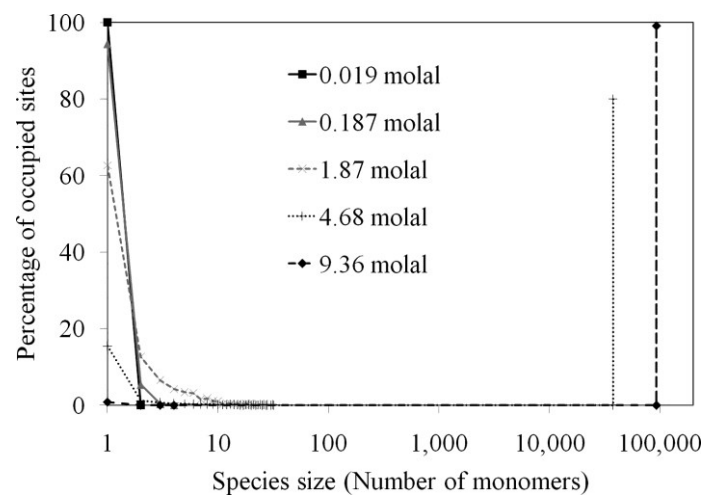 100
80
60
40
20
0
Percentage of occupied sites
0.019 molal
0.187 molal
1.87 molal
4.68 molal
9.36 molal
1 10 100 1,000 10,000 100,000
Species size (Number of monomers)